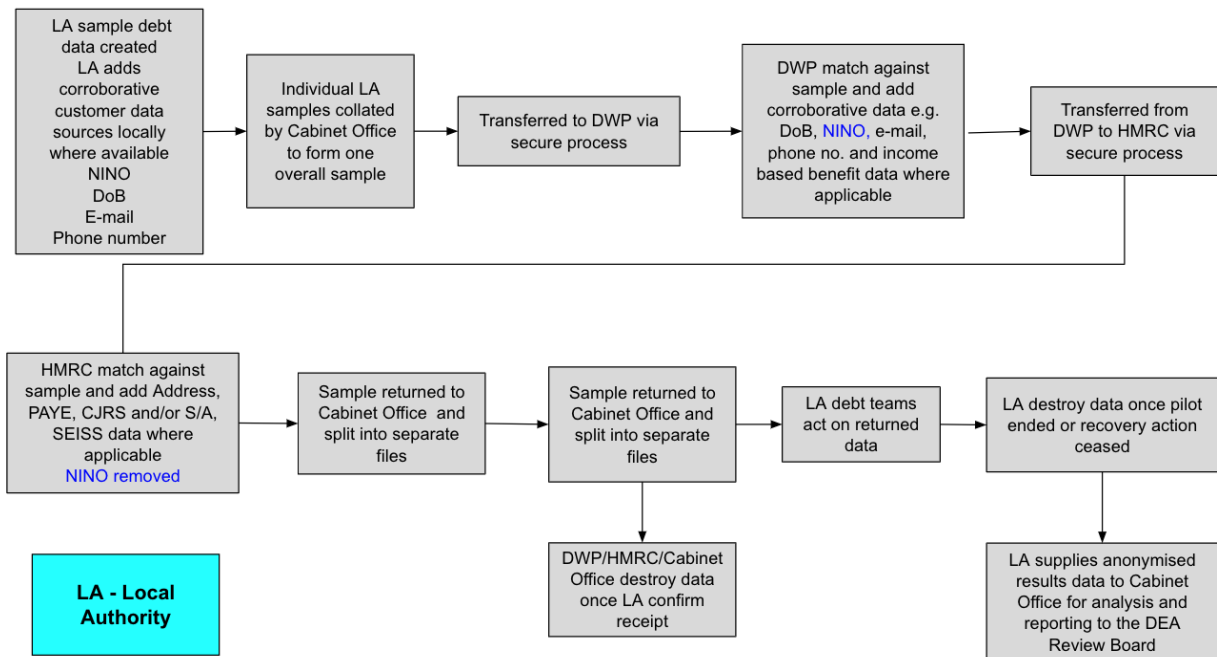 LA sample debt
data created
LA adds
corroborative
customer data
sources locally
where available
NINO
DoB
E-mail
Phone number
Individual LA
samples collated
by Cabinet Office
to form one
overall sample
Transferred to DWP via
secure process
DWP match against
sample and add
corroborative data e.g.
DoB, NINO, e-mail,
phone no. and income
based benefit data where
applicable
Transferred from
DWP to HMRC via
secure process
HMRC match against
sample and add Address,
PAYE, CJRS and/or S/A,
SEISS data where
applicable
NINO removed
Sample returned to
Cabinet Office and
split into separate
files
Sample returned to
Cabinet Office and
split into separate
files
LA debt teams
act on returned
data
LA destroy data once pilot
ended or recovery action
ceased
DWP/HMRC/Cabinet
Office destroy data
once LA confirm
receipt
LA supplies anonymised
results data to Cabinet
Office for analysis and
reporting to the DEA
Review Board
LA - Local
Authority